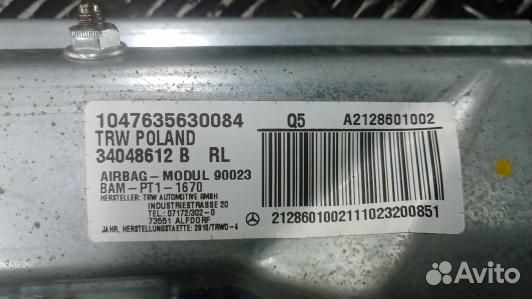 1047635630084 Q5 A2128601002
TRW POLAND
34048612 B RL
AIRBAG-MODUL 90023
BAM-PT1-1670
HERSTELLER: TRW AUTOMOTIVE GMBH
INDUSTRIESTRASSE 20
TEL.: 07172/302-0
73551 ALFDORF
JAHR, HERSTELLUNGSSTAETTE: 2010/TRWO-4
21286010021110232008​51
Avito